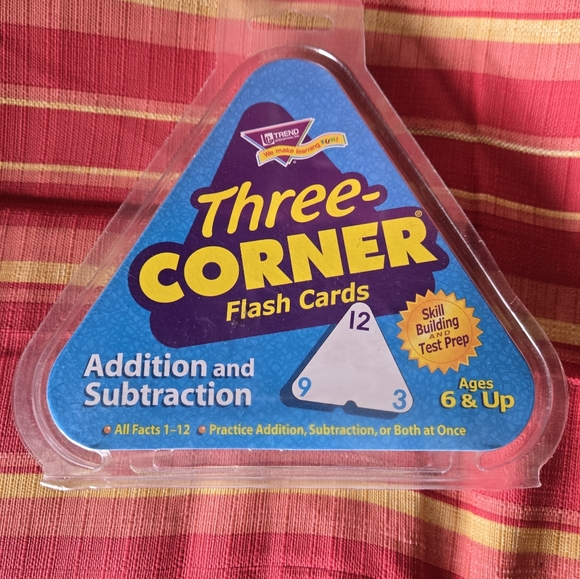 TREND
We make learning FUN!
Three-
CORNER®
Flash Cards
12
9
3
Skill
Building
AND
Test Prep
Addition and
Subtraction
Ages
6 & Up
• All Facts 1–12 • Practice Addition, Subtraction, or Both at Once